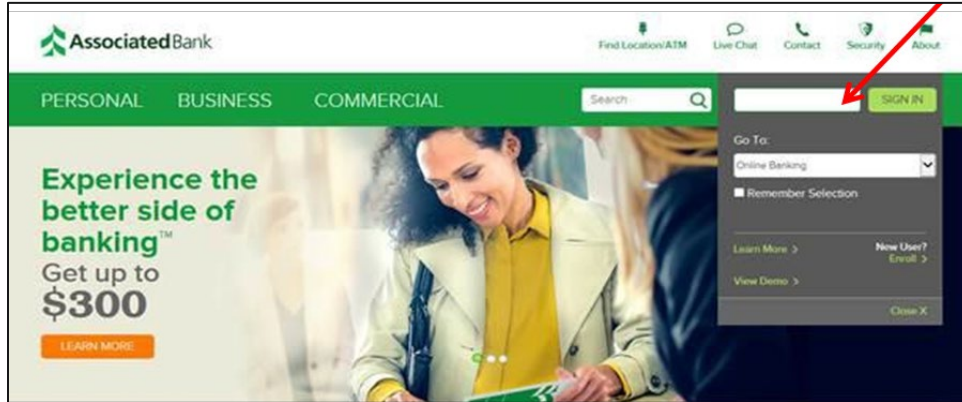 Associated Bank
Find Location/ATM
Live Chat
Contact
Security
About
PERSONAL
BUSINESS
COMMERCIAL
Search
SIGN IN
Go To:
Online Banking
Remember Selection
Learn More >
New User?
Enroll >
View Demo >
Close X
Experience the
better side of
banking™
Get up to
$300
LEARN MORE